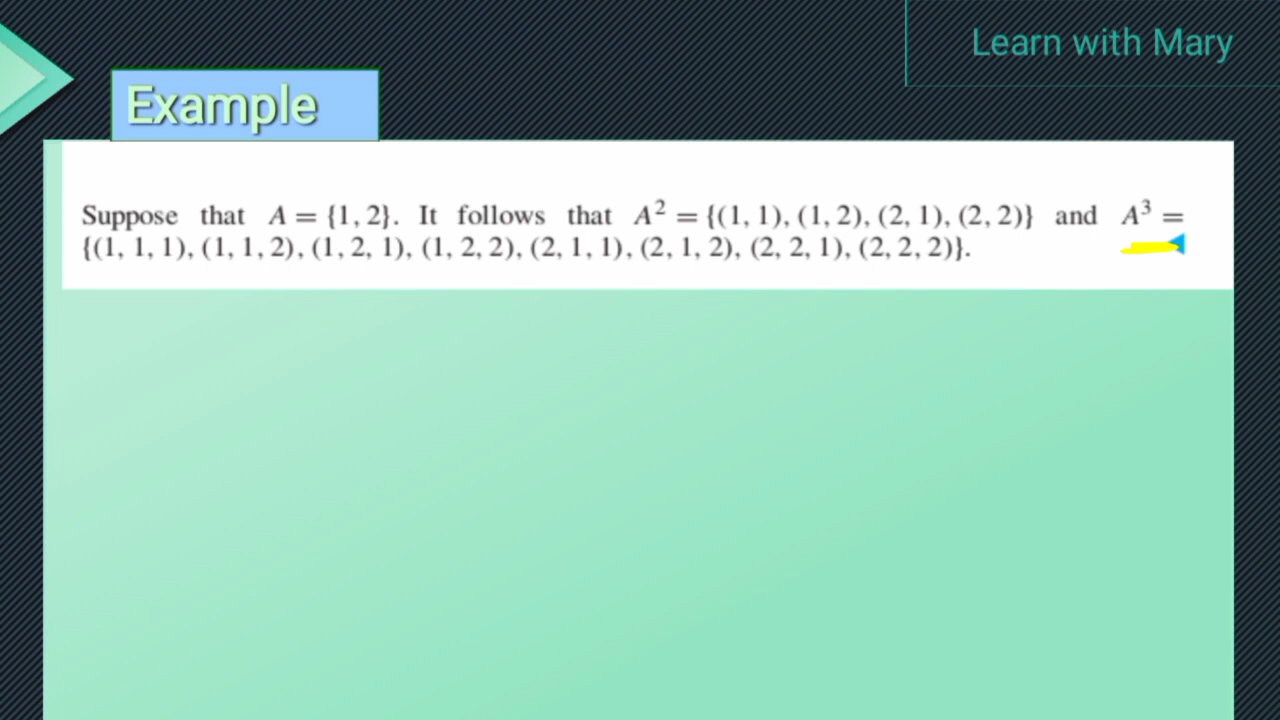 Learn with Mary
Example
Suppose that A = {1, 2}. It follows that A² = {(1, 1), (1, 2), (2, 1), (2, 2)} and A³ =
{(1, 1, 1), (1, 1, 2), (1, 2, 1), (1, 2, 2), (2, 1, 1), (2, 1, 2), (2, 2, 1), (2, 2, 2)}.